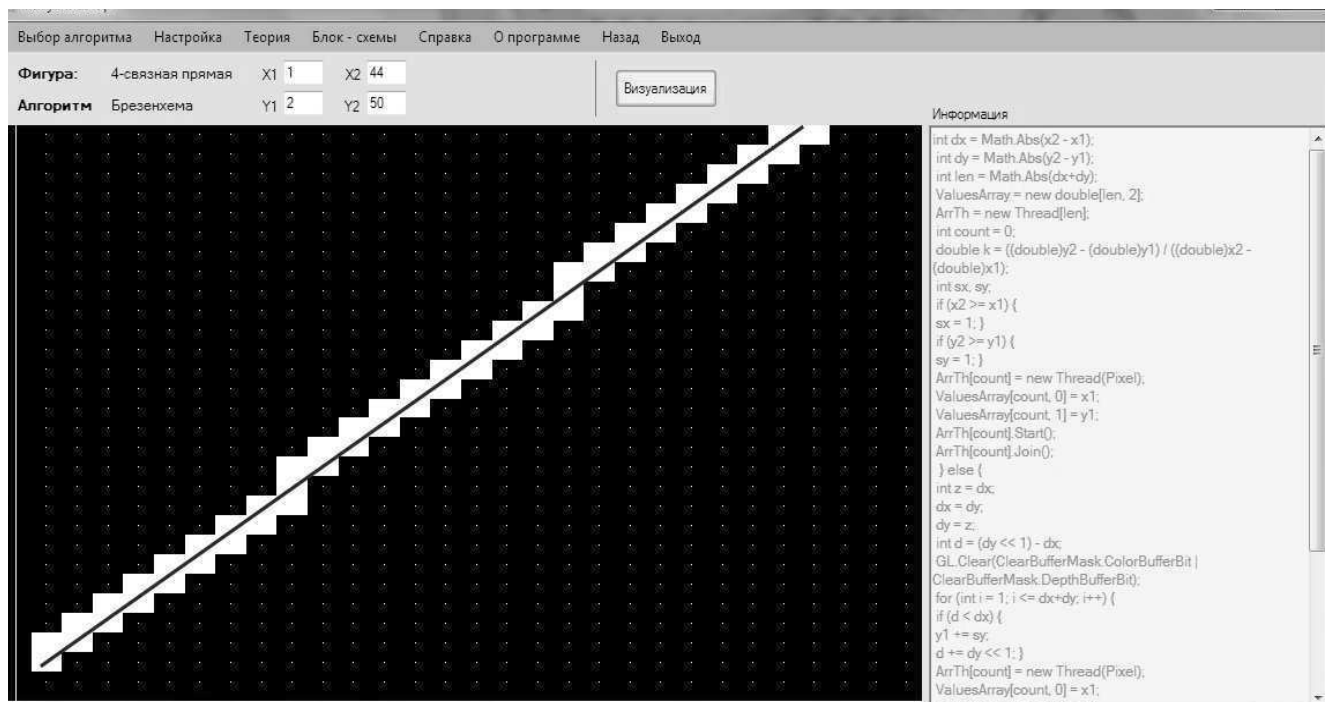 Выбор алгоритма Настройка Теория Блок - схемы Справка О программе Назад Выход
Фигура: 4-связная прямая X1 1 X2 44
Алгоритм Брезенхема Y1 2 Y2 50
Визуализация
Информация
int dx = Math.Abs(x2 - x1);
int dy = Math.Abs(y2 - y1);
int len = Math.Abs(dx+dy);
ValuesArray = new double[len, 2];
ArrTh = new Thread[len];
int count = 0;
double k = ((double)y2 - (double)y1) / ((double)x2 -
(double)x1);
int sx, sy;
if (x2 >= x1) {
sx = 1; }
if (y2 >= y1) {
sy = 1; }
ArrTh[count] = new Thread(Pixel);
ValuesArray[count, 0] = x1;
ValuesArray[count, 1] = y1;
ArrTh[count].Start();
ArrTh[count].Join();
} else {
int z = dx;
dx = dy;
dy = z;
int d = (dy << 1) - dx;
GL.Clear(ClearBufferMask.ColorBufferBit |
ClearBufferMask.DepthBufferBit);
for (int i = 1; i <= dx+dy; i++) {
if (d < dx) {
y1 += sy;
d += dy << 1; }
ArrTh[count] = new Thread(Pixel);
ValuesArray[count, 0] = x1;